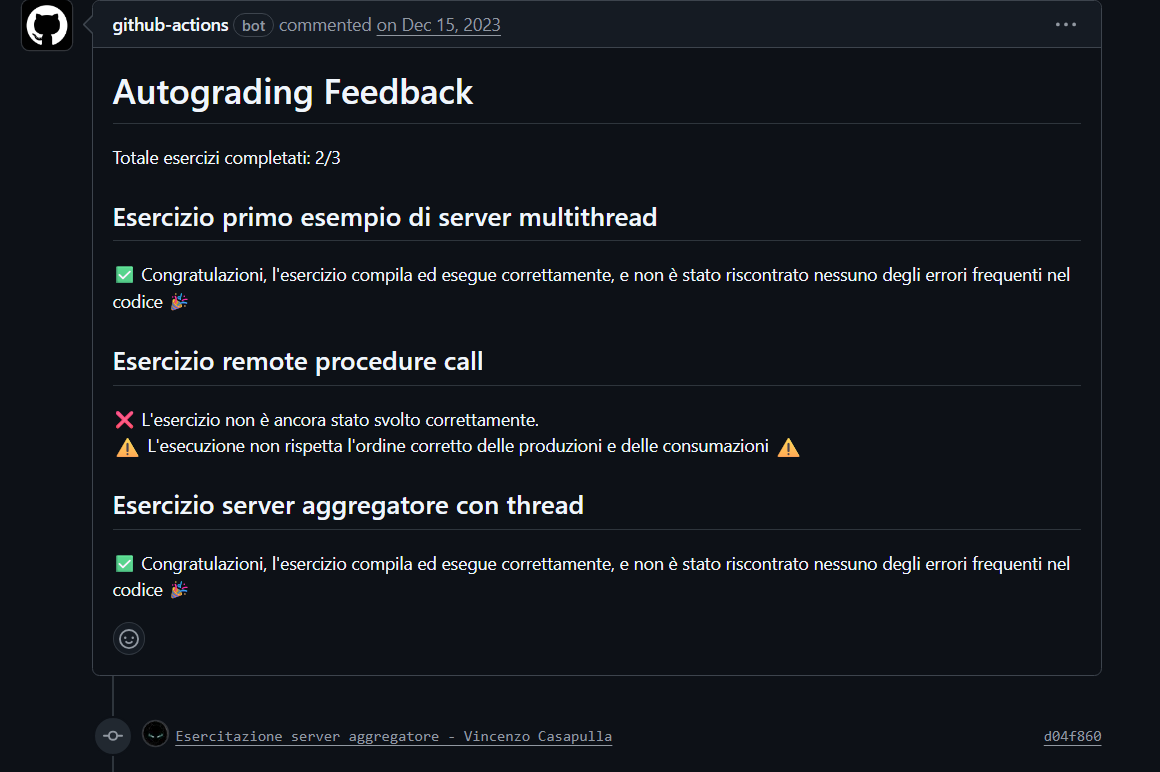 github-actions bot commented on Dec 15, 2023
Autograding Feedback
Totale esercizi completati: 2/3
Esercizio primo esempio di server multithread
Congratulazioni, l'esercizio compila ed esegue correttamente, e non è stato riscontrato nessuno degli errori frequenti nel
codice
Esercizio remote procedure call
L'esercizio non è ancora stato svolto correttamente.
L'esecuzione non rispetta l'ordine corretto delle produzioni e delle consumazioni
Esercizio server aggregatore con thread
Congratulazioni, l'esercizio compila ed esegue correttamente, e non è stato riscontrato nessuno degli errori frequenti nel
codice
Esercitazione server aggregatore - Vincenzo Casapulla d04f860